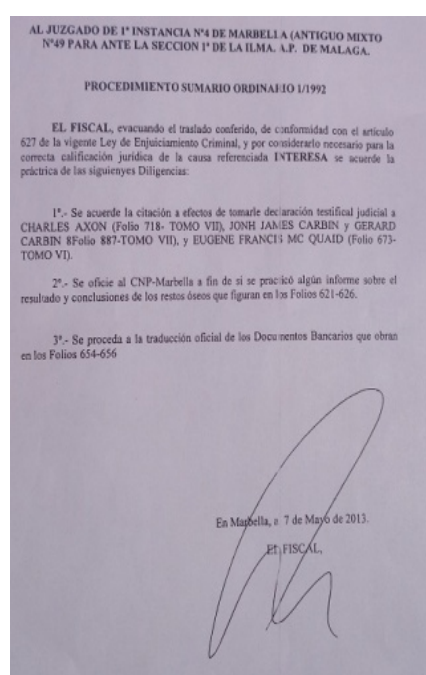 AL JUZGADO DE 1ª INSTANCIA Nº4 DE MARBELLA (ANTIGUO MIXTO
Nº49 PARA ANTE LA SECCION 1ª DE LA ILMA. A.P. DE MALAGA.
PROCEDIMIENTO SUMARIO ORDINARIO 1/1992
EL FISCAL, evacuando el traslado conferido, de conformidad con el artículo
627 de la vigente Ley de Enjuiciamiento Criminal, y por considerarlo necesario para la
correcta calificación jurídica de la causa referenciada INTERESA se acuerde la
práctrica de las siguienyes Diligencias:
1ª.- Se acuerde la citación a efectos de tomarle declaración testifical judicial a
CHARLES AXON (Folio 718- TOMO VII), JONH JAMES CARBIN y GERARD
CARBIN 8Folio 887-TOMO VII), y EUGENE FRANCIS MC QUAID (Folio 673-
TOMO VI).
2ª.- Se oficie al CNP-Marbella a fin de si se practicó algún informe sobre el
resultado y conclusiones de los restos óseos que figuran en los Folios 621-626.
3ª.- Se proceda a la traducción oficial de los Documentos Bancarios que obran
en los Folios 654-656
En Marbella, a 7 de Mayo de 2013.
EL FISCAL,